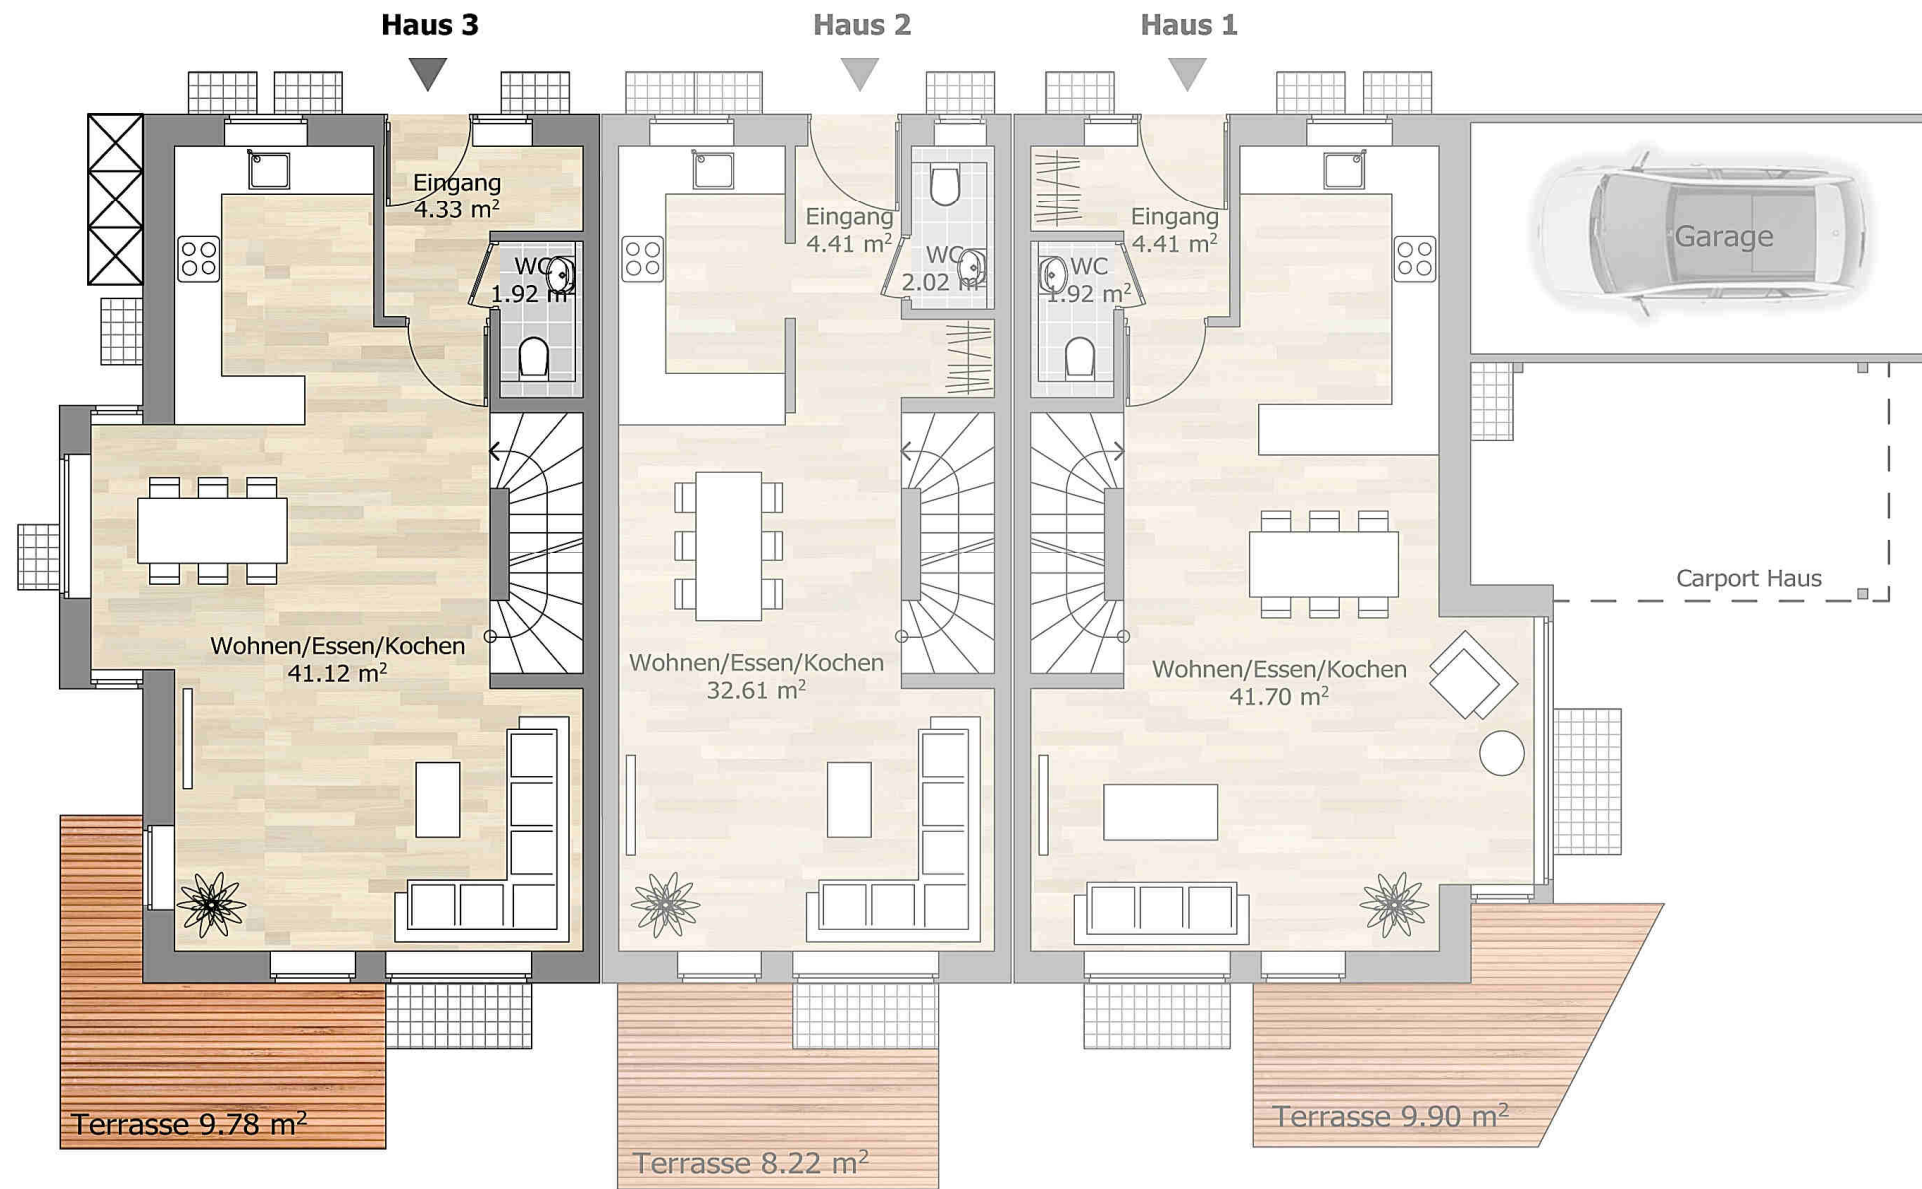 Haus 3
Haus 2
Haus 1
Eingang
4.33 m²
WC
1.92 m²
Wohnen/Essen/Kochen
41.12 m²
Terrasse 9.78 m²
Eingang
4.41 m²
WC
2.02 m²
Wohnen/Essen/Kochen
32.61 m²
Terrasse 8.22 m²
Eingang
4.41 m²
WC
1.92 m²
Wohnen/Essen/Kochen
41.70 m²
Terrasse 9.90 m²
Garage
Carport Haus